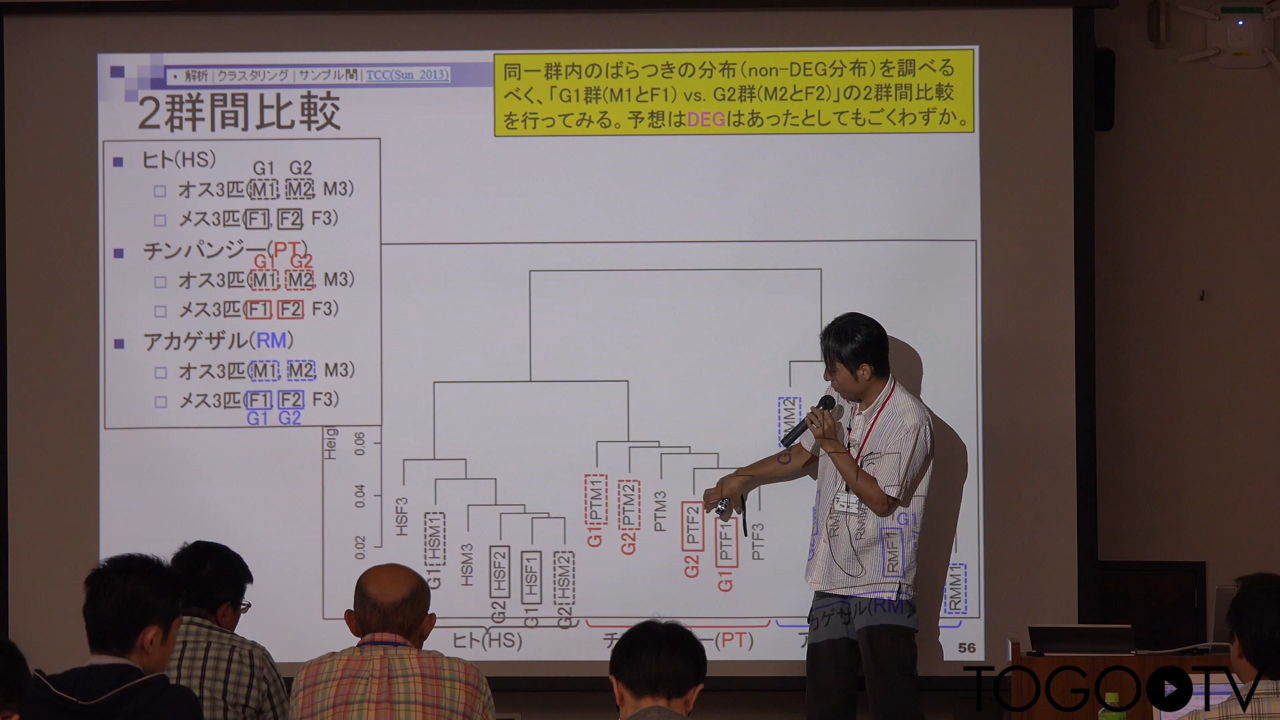 • 解析 | クラスタリング | サンプル間 | TCC(Sun_2013)
2群間比較
同一群内のばらつきの分布(non-DEG分布)を調べる
べく、「G1群(M1とF1) vs. G2群(M2とF2)」の2群間比較
を行ってみる。予想はDEGはあったとしてもごくわずか。
ヒト(HS)
G1 G2
オス3匹(M1, M2, M3)
メス3匹(F1, F2, F3)
チンパンジー(PT)
G1 G2
オス3匹(M1, M2, M3)
メス3匹(F1, F2, F3)
アカゲザル(RM)
オス3匹(M1, M2, M3)
メス3匹(F1, F2, F3)
G1 G2
Heig
0.06
0.04
0.02
HSF3
G1 HSM1
HSM3
G2 HSF2
G1 HSF1
G2 HSM2
G1 PTM1
G2 PTM2
PTM3
G2 PTF2
G1 PTF1
PTF3
MM2
RMF1
G1
RMM1
ヒト(HS)
(PT)
カゲザル(RM)
56
TOGO TV